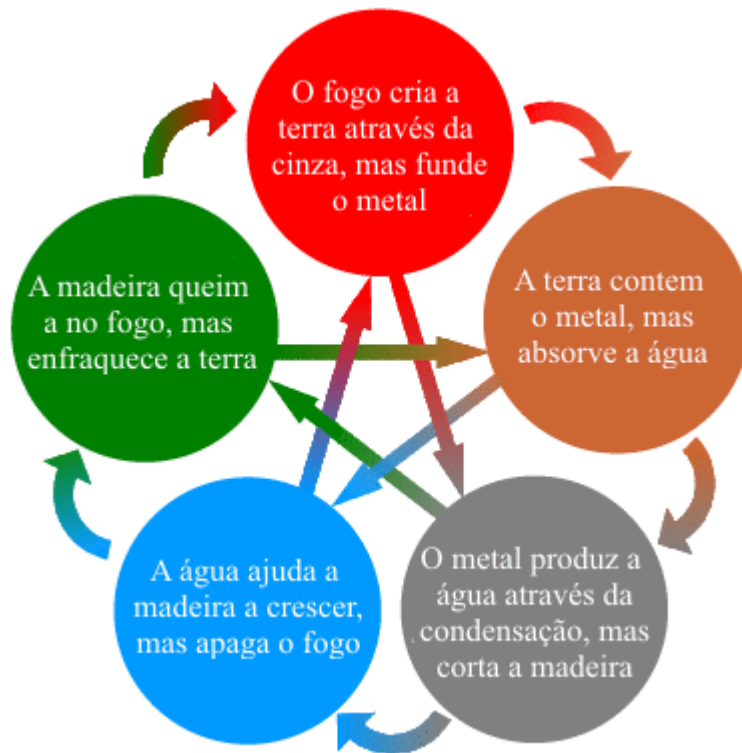 O fogo cria a
terra através da
cinza, mas funde
o metal
A terra contem
o metal, mas
absorve a água
O metal produz a
água através da
condensação, mas
corta a madeira
A água ajuda a
madeira a crescer,
mas apaga o fogo
A madeira queim
a no fogo, mas
enfraquece a terra